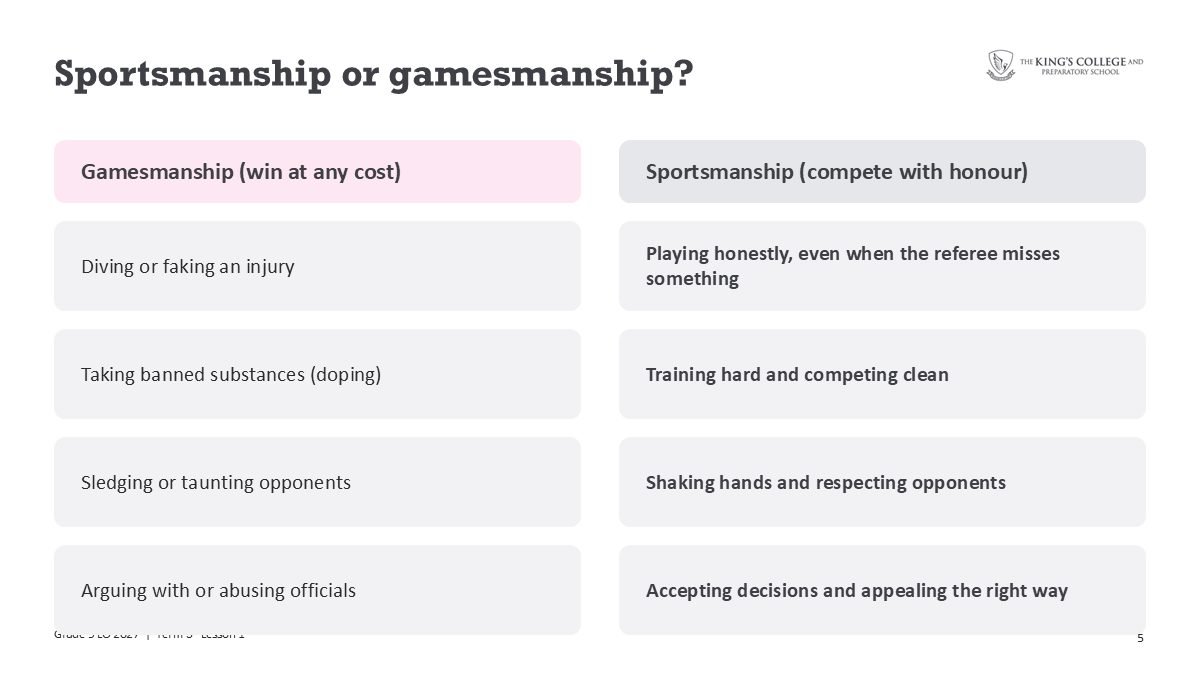 Sportsmanship or gamesmanship?
THE KING'S COLLEGE AND
PREPARATORY SCHOOL
Gamesmanship (win at any cost)
Sportsmanship (compete with honour)
Diving or faking an injury
Playing honestly, even when the referee misses
something
Taking banned substances (doping)
Training hard and competing clean
Sledging or taunting opponents
Shaking hands and respecting opponents
Arguing with or abusing officials
Accepting decisions and appealing the right way
5